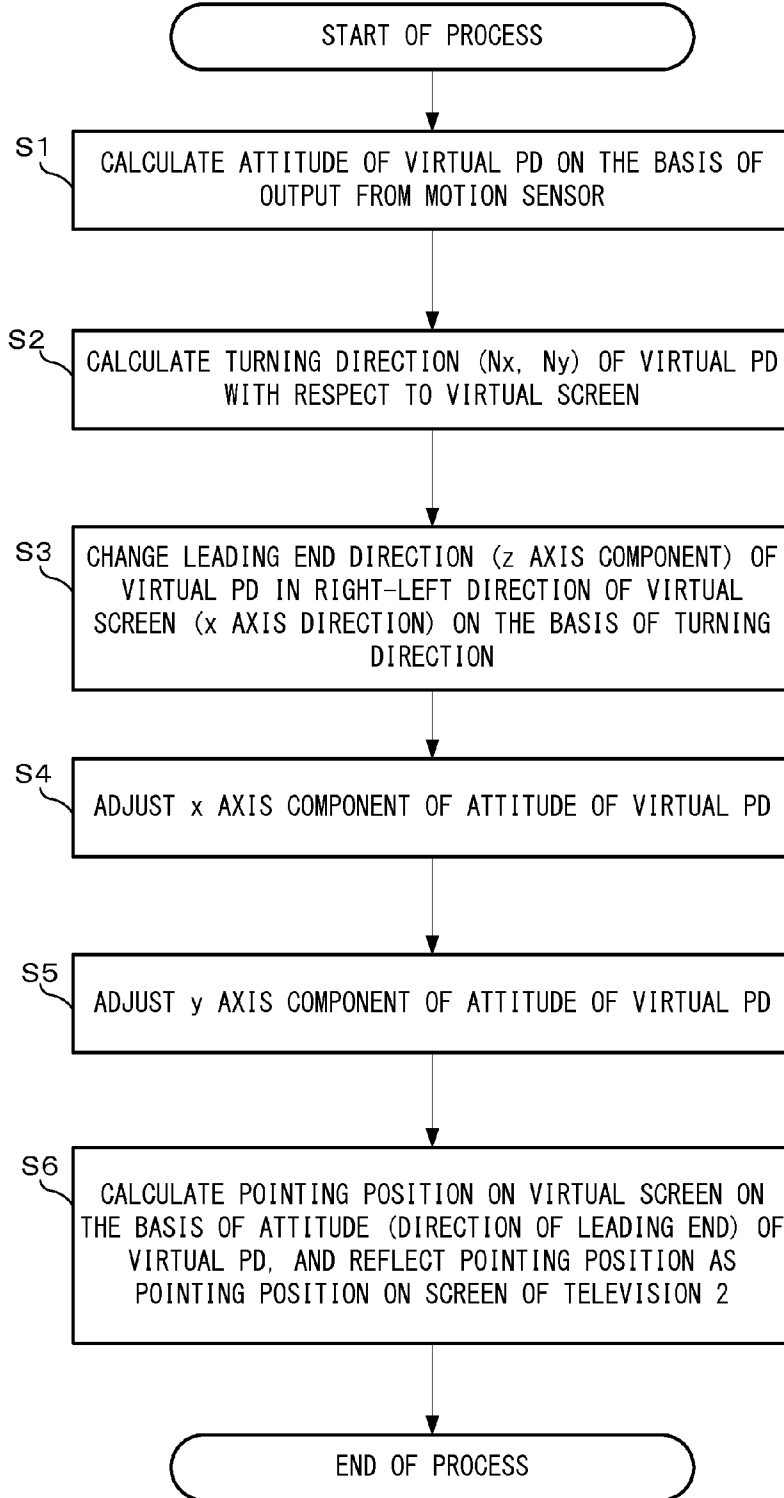 START OF PROCESS
S1
CALCULATE ATTITUDE OF VIRTUAL PD ON THE BASIS OF
OUTPUT FROM MOTION SENSOR
S2
CALCULATE TURNING DIRECTION (Nx, Ny) OF VIRTUAL PD
WITH RESPECT TO VIRTUAL SCREEN
S3
CHANGE LEADING END DIRECTION (z AXIS COMPONENT) OF
VIRTUAL PD IN RIGHT-LEFT DIRECTION OF VIRTUAL
SCREEN (x AXIS DIRECTION) ON THE BASIS OF TURNING
DIRECTION
S4
ADJUST x AXIS COMPONENT OF ATTITUDE OF VIRTUAL PD
S5
ADJUST y AXIS COMPONENT OF ATTITUDE OF VIRTUAL PD
S6
CALCULATE POINTING POSITION ON VIRTUAL SCREEN ON
THE BASIS OF ATTITUDE (DIRECTION OF LEADING END) OF
VIRTUAL PD, AND REFLECT POINTING POSITION AS
POINTING POSITION ON SCREEN OF TELEVISION 2
END OF PROCESS